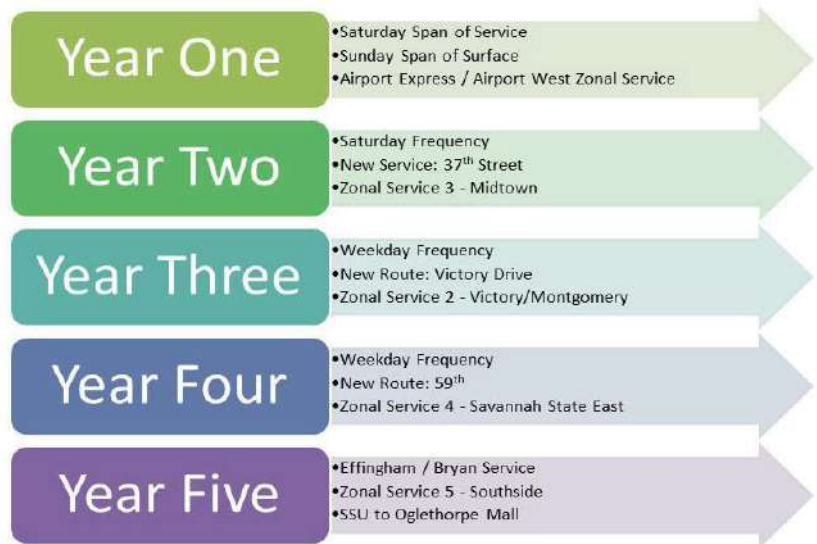 Year One
•Saturday Span of Service
•Sunday Span of Surface
•Airport Express / Airport West Zonal Service
Year Two
•Saturday Frequency
•New Service: 37th Street
•Zonal Service 3 - Midtown
Year Three
•Weekday Frequency
•New Route: Victory Drive
•Zonal Service 2 - Victory/Montgomery
Year Four
•Weekday Frequency
•New Route: 59th
•Zonal Service 4 - Savannah State East
Year Five
•Effingham / Bryan Service
•Zonal Service 5 - Southside
•SSU to Oglethorpe Mall